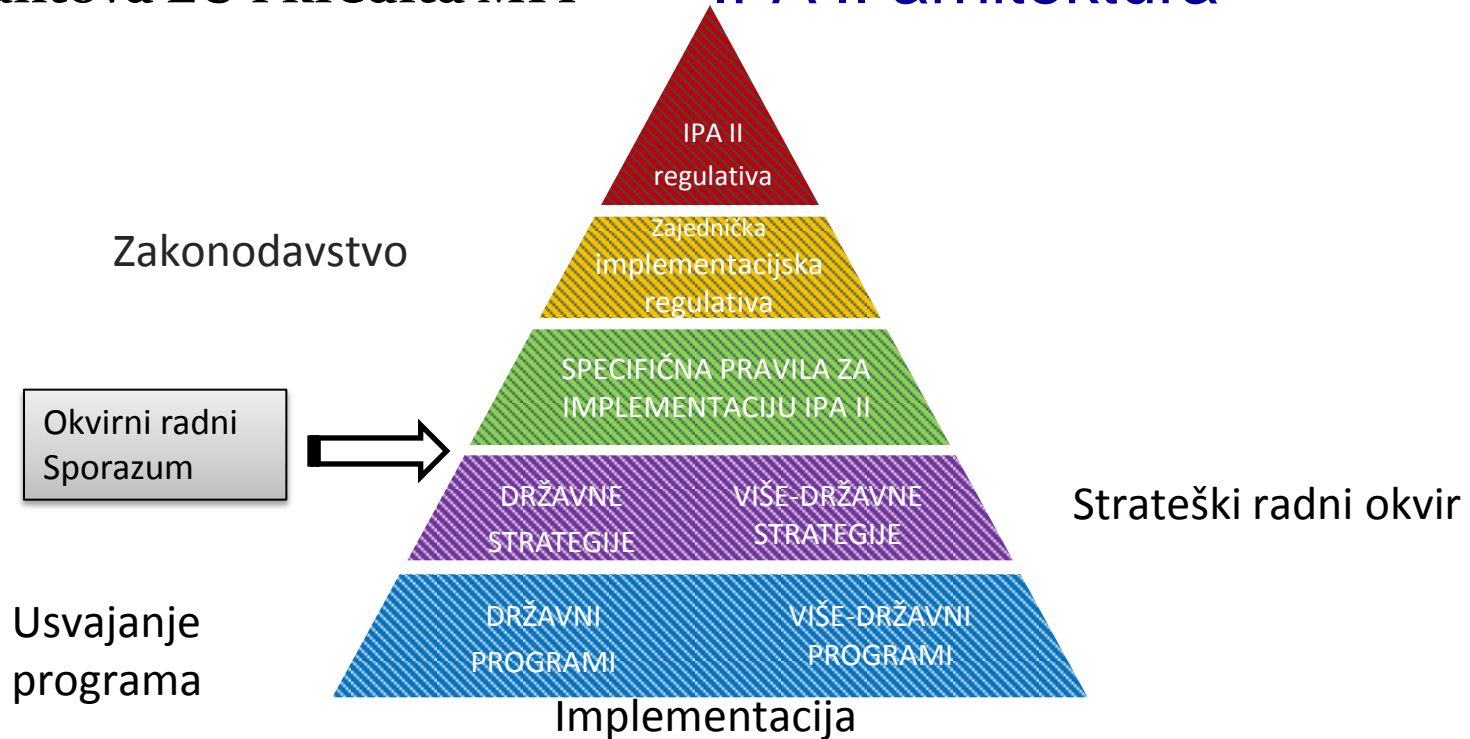 IPA II
regulativa
Zajednička
implementacijska
regulativa
Zakonodavstvo
SPECIFIČNA PRAVILA ZA
IMPLEMENTACIJU IPA II
Okvirni radni
Sporazum
DRŽAVNE
STRATEGIJE
VIŠE-DRŽAVNE
STRATEGIJE
Strateški radni okvir
Usvajanje
programa
DRŽAVNI
PROGRAMI
VIŠE-DRŽAVNI
PROGRAMI
Implementacija